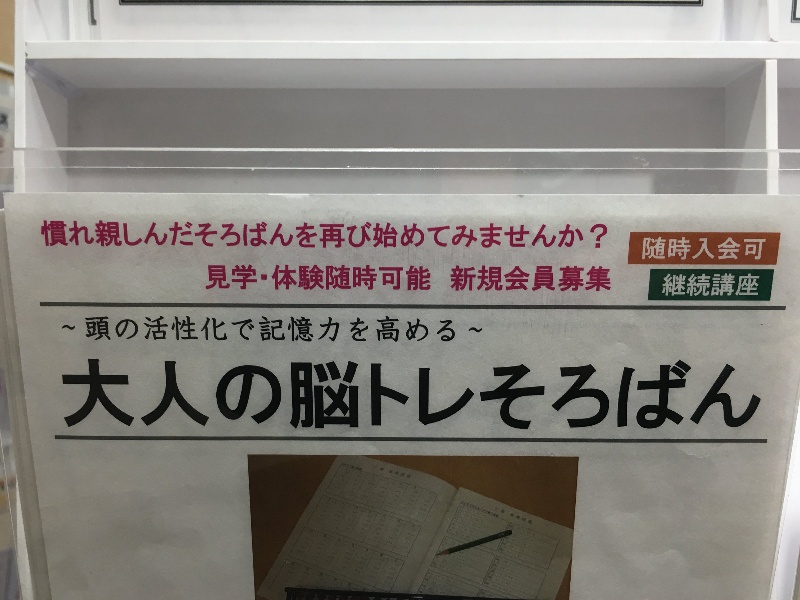 慣れ親しんだそろばんを再び始めてみませんか？
随時入会可
見学・体験随時可能 新規会員募集
継続講座
~頭の活性化で記憶力を高める~
大人の脳トレそろばん